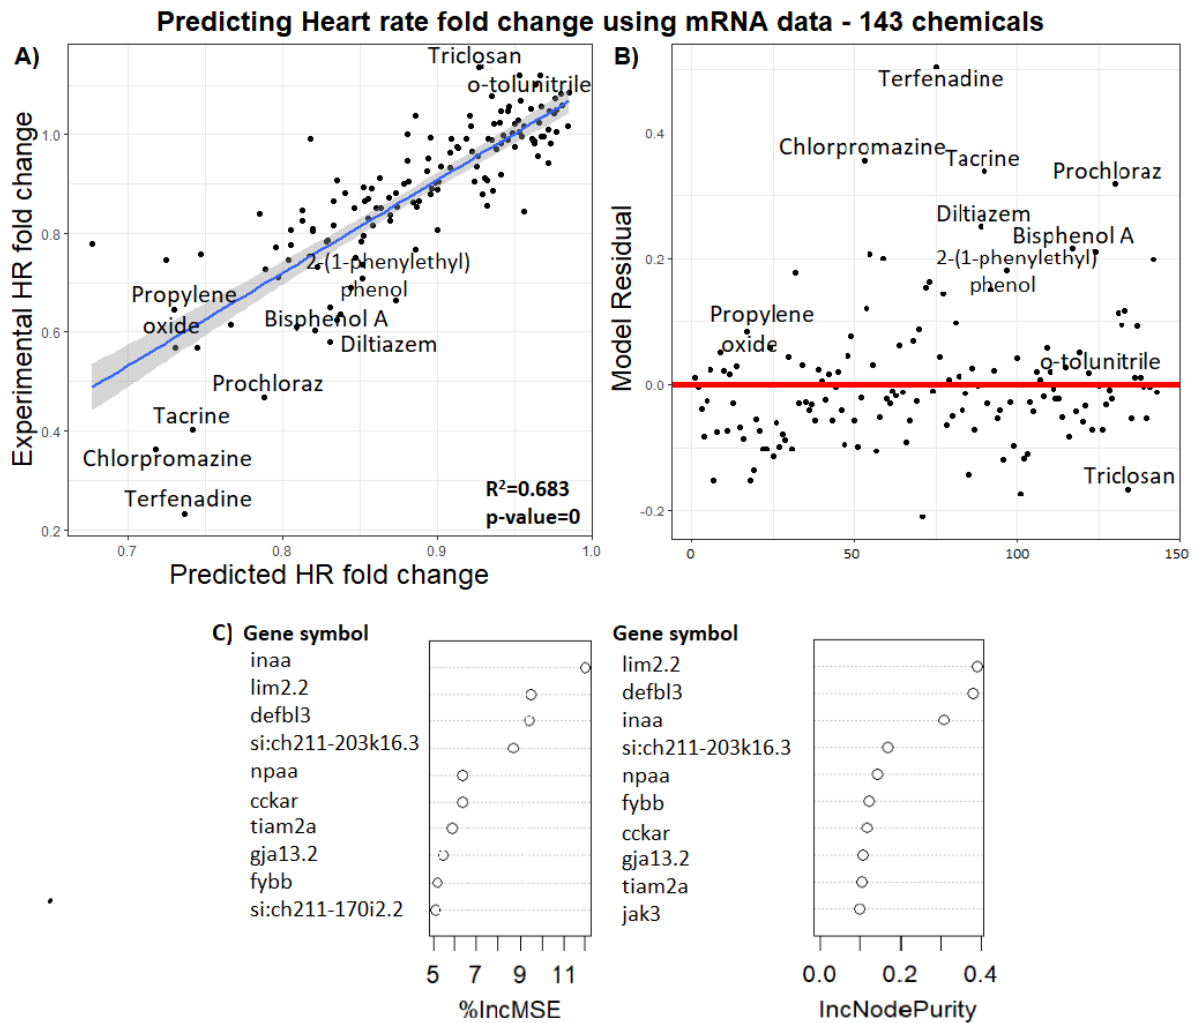 Predicting Heart rate fold change using mRNA data - 143 chemicals
A)
Experimental HR fold change
1.0
0.8
0.6
0.4
0.2
Triclosan
o-tolunitrile
2-(1-phenylethyl)
phenol
Propylene
oxide
Bisphenol A
Diltiazem
Prochloraz
Tacrine
Chlorpromazine
Terfenadine
R²=0.683
p-value=0
0.7 0.8 0.9 1.0
Predicted HR fold change
B)
Model Residual
0.4
0.2
0.0
-0.2
Terfenadine
Chlorpromazine
Tacrine
Prochloraz
Diltiazem
Bisphenol A
2-(1-phenylethyl)
phenol
Propylene
oxide
o-tolunitrile
Triclosan
0 50 100 150
C) Gene symbol
inaa
lim2.2
defbl3
si:ch211-203k16.3
npaa
cckar
tiam2a
gja13.2
fybb
si:ch211-170i2.2
5 7 9 11
%IncMSE
Gene symbol
lim2.2
defbl3
inaa
si:ch211-203k16.3
npaa
fybb
cckar
gja13.2
tiam2a
jak3
0.0 0.2 0.4
IncNodePurity